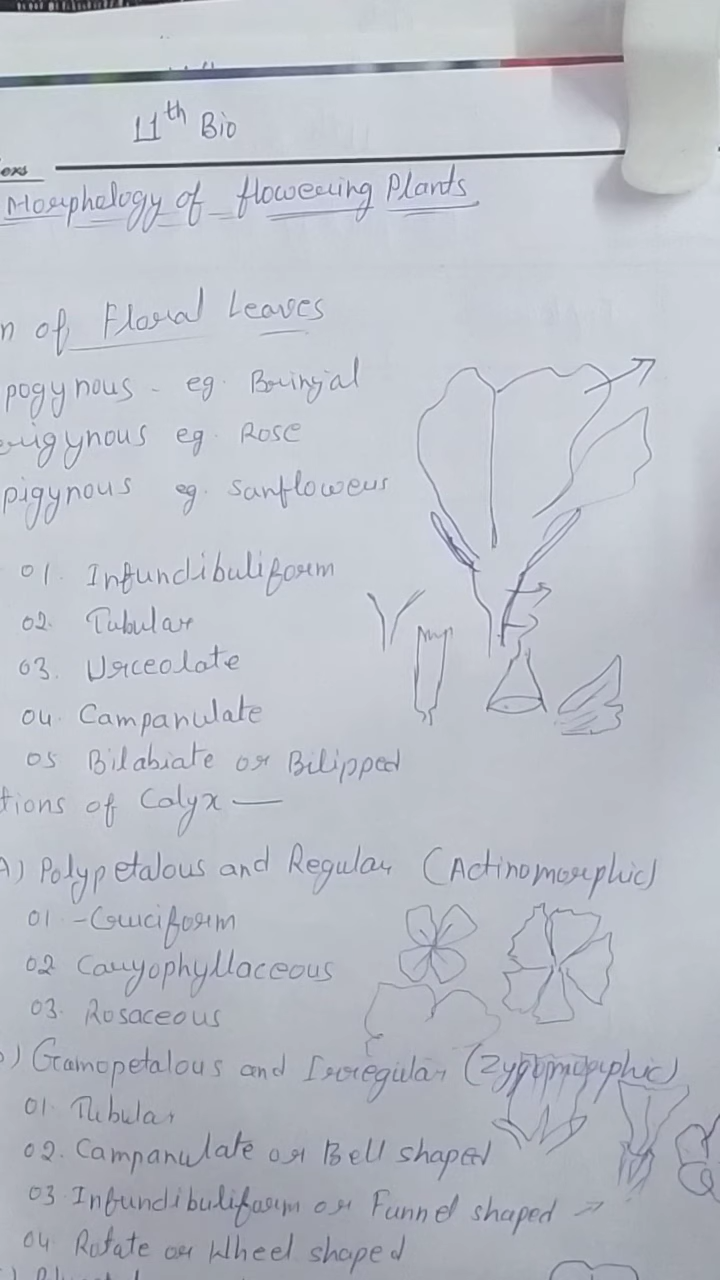 11th Bio
Morphology of flowering Plants
n of Floral Leaves
pogynous - eg. Boringal
erigynous eg. Rose
pigynous eg. Sanflowers
01. Infundibuliform
02. Tubular
03. Urceolate
04. Campanulate
05 Bilabiate or Bilipped
tions of Calyx —
A) Polypetalous and Regular (Actinomorphic)
01 - Cruciform
02 Caryophyllaceous
03. Rosaceous
) Gamopetalous and Irregular (Zygomorphic)
01. Tubular
02. Campanulate or Bell shaped
03 Infundibuliform or Funnel shaped →
04 Rotate or Wheel shaped